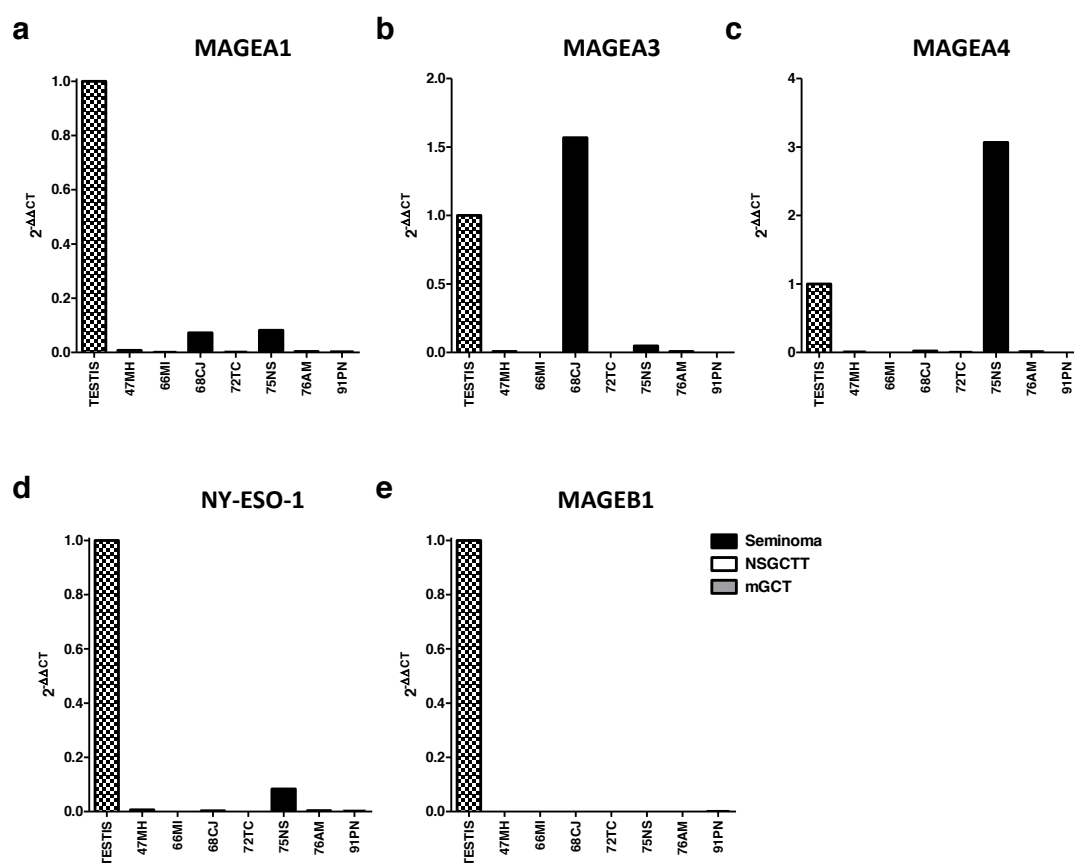 a
MAGEA1
2-ΔΔCT
1.0
0.8
0.6
0.4
0.2
0.0
TESTIS
47MH
66MI
68CJ
72TC
75NS
76AM
91PN
b
MAGEA3
2-ΔΔCT
2.0
1.5
1.0
0.5
0.0
TESTIS
47MH
66MI
68CJ
72TC
75NS
76AM
91PN
c
MAGEA4
2-ΔΔCT
4
3
2
1
0
TESTIS
47MH
66MI
68CJ
72TC
75NS
76AM
91PN
d
NY-ESO-1
2-ΔΔCT
1.0
0.8
0.6
0.4
0.2
0.0
TESTIS
47MH
66MI
68CJ
72TC
75NS
76AM
91PN
e
MAGEB1
2-ΔΔCT
1.0
0.8
0.6
0.4
0.2
0.0
TESTIS
47MH
66MI
68CJ
72TC
75NS
76AM
91PN
Seminoma
NSGCTT
mGCT